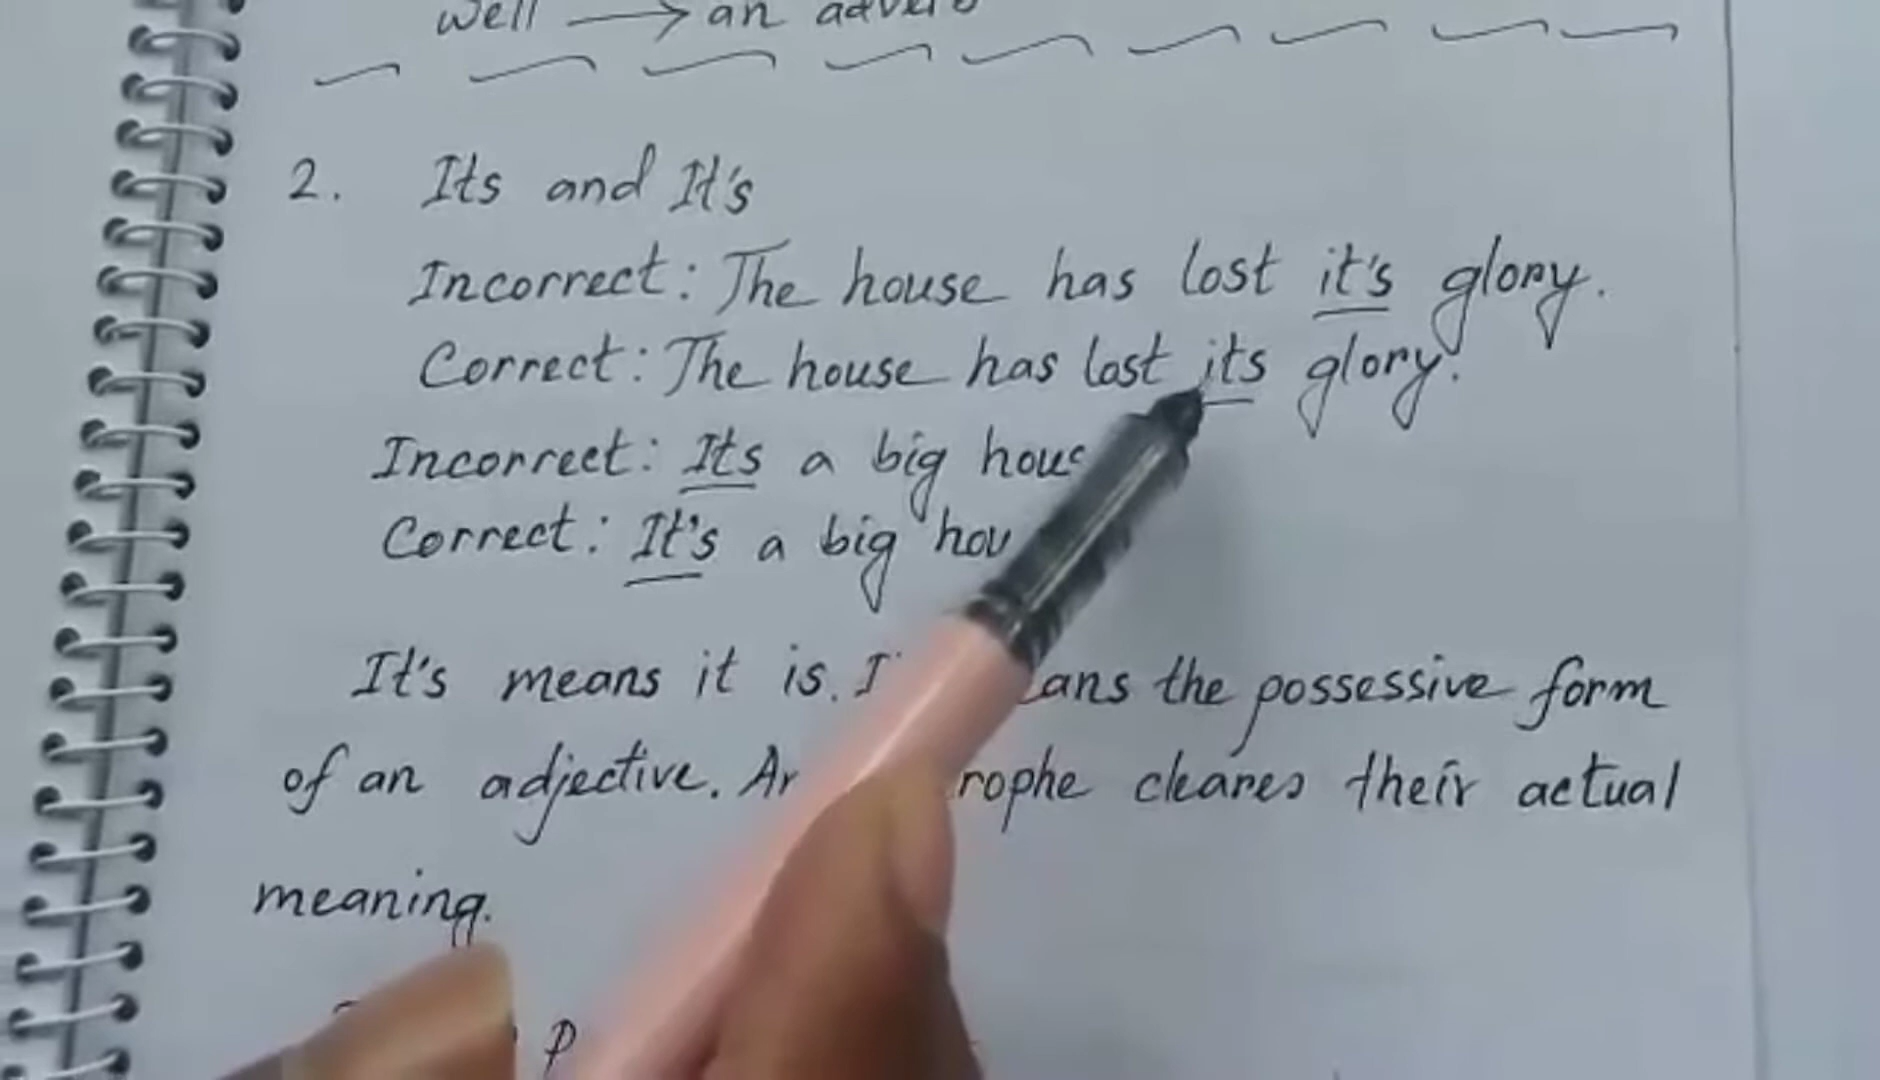 well → an adverb
2. Its and It's
Incorrect: The house has lost it's glory.
Correct: The house has lost its glory.
Incorrect: Its a big
Correct: It's a big
It's means it is. the possessive form
of an adjective. cleares their actual
meaning.